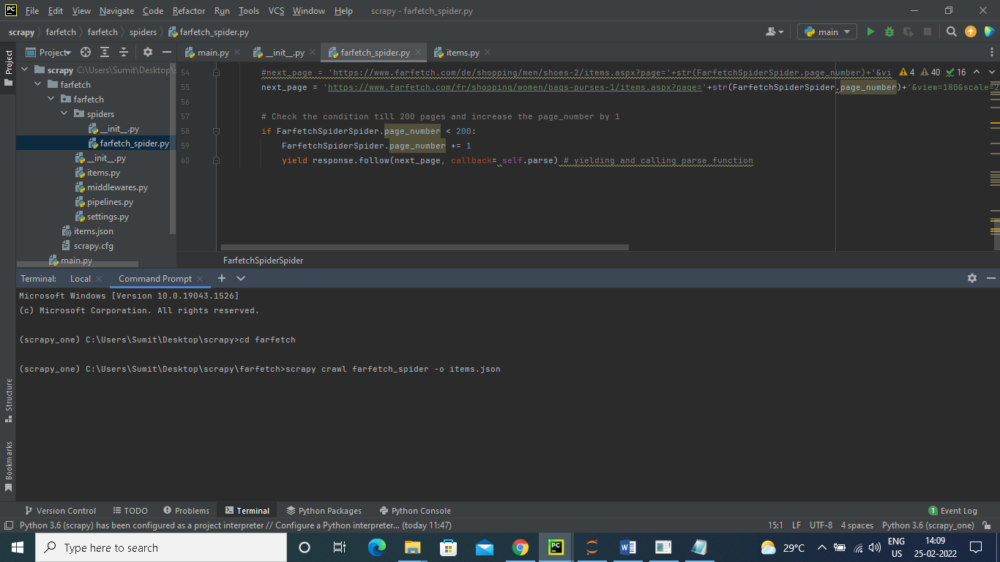 PC File Edit View Navigate Code Refactor Run Tools VCS Window Help scrapy - farfetch_spider.py
scrapy farfetch farfetch spiders farfetch_spider.py main
Project main.py __init__.py farfetch_spider.py items.py
Project
scrapy C:\Users\Sumit\Desktop\s
farfetch
farfetch
spiders
__init__.py
farfetch_spider.py
__init__.py
items.py
middlewares.py
pipelines.py
settings.py
items.json
scrapy.cfg
main.py
4 40 16
54 #next_page = 'https://www.farfetch.com/de/shopping/men/shoes-2/items.aspx?page='+str(FarfetchSpiderSpider.page_number)+'&vi
55 next_page = 'https://www.farfetch.com/fr/shopping/women/bags-purses-1/items.aspx?page='+str(FarfetchSpiderSpider.page_number)+'&view=180&scale=2
56
57 # Check the condition till 200 pages and increase the page_number by 1
58 if FarfetchSpiderSpider.page_number < 200:
59 FarfetchSpiderSpider.page_number += 1
60 yield response.follow(next_page, callback= self.parse) # yielding and calling parse function
FarfetchSpiderSpider
Terminal: Local Command Prompt
Microsoft Windows [Version 10.0.19043.1526]
(c) Microsoft Corporation. All rights reserved.
(scrapy_one) C:\Users\Sumit\Desktop\scrapy>cd farfetch
(scrapy_one) C:\Users\Sumit\Desktop\scrapy\farfetch>scrapy crawl farfetch_spider -o items.json
Structure
Bookmarks
Version Control TODO Problems Terminal Python Packages Python Console 1 Event Log
Python 3.6 (scrapy) has been configured as a project interpreter // Configure a Python interpreter... (today 11:47) 15:1 LF UTF-8 4 spaces Python 3.6 (scrapy_one)
Type here to search PC W 29°C ENG US 14:09 25-02-2022